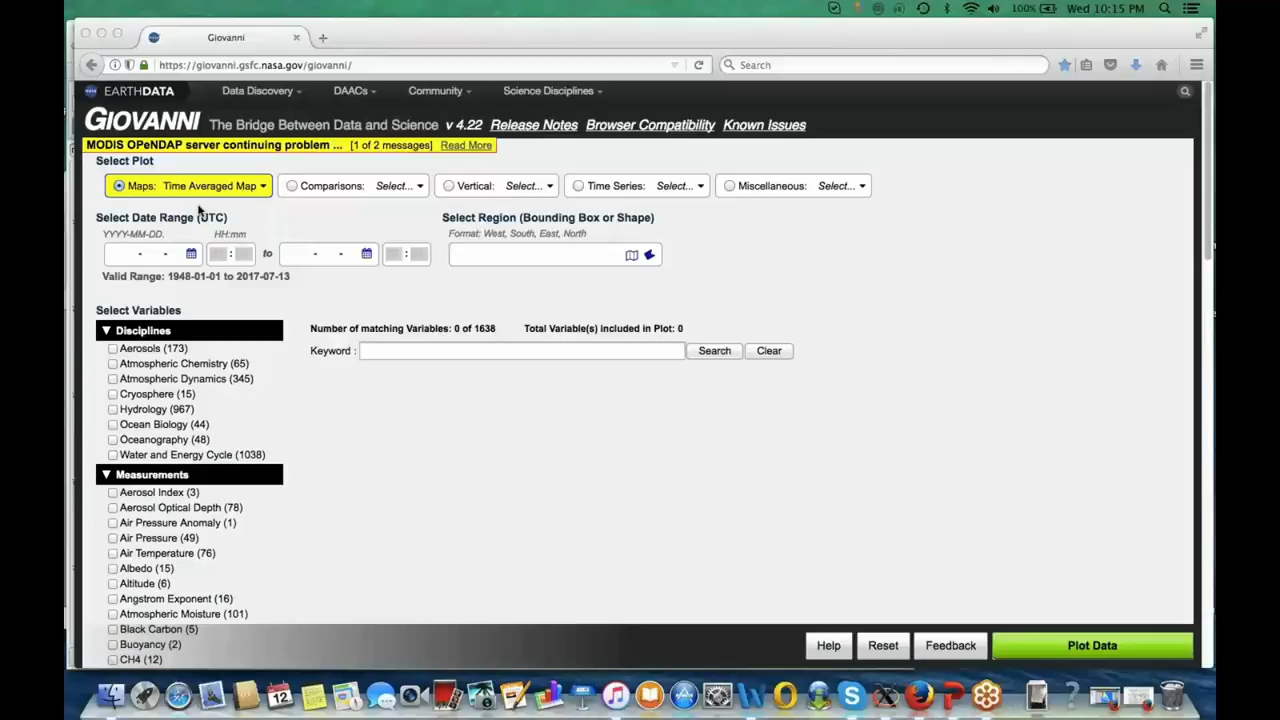 100% Wed 10:15 PM
Giovanni
https://giovanni.gsfc.nasa.gov/giovanni/
Search
EARTHDATA Data Discovery DAACs Community Science Disciplines
GIOVANNI The Bridge Between Data and Science v 4.22 Release Notes Browser Compatibility Known Issues
MODIS OPeNDAP server continuing problem ... [1 of 2 messages] Read More
Select Plot
Maps: Time Averaged Map Comparisons: Select... Vertical: Select... Time Series: Select... Miscellaneous: Select...
Select Date Range (UTC) Select Region (Bounding Box or Shape)
YYYY-MM-DD. HH:mm Format: West, South, East, North
- - : to - - :
Valid Range: 1948-01-01 to 2017-07-13
Select Variables
Disciplines
Number of matching Variables: 0 of 1638 Total Variable(s) included in Plot: 0
Keyword : Search Clear
Aerosols (173)
Atmospheric Chemistry (65)
Atmospheric Dynamics (345)
Cryosphere (15)
Hydrology (967)
Ocean Biology (44)
Oceanography (48)
Water and Energy Cycle (1038)
Measurements
Aerosol Index (3)
Aerosol Optical Depth (78)
Air Pressure Anomaly (1)
Air Pressure (49)
Air Temperature (76)
Albedo (15)
Altitude (6)
Angstrom Exponent (16)
Atmospheric Moisture (101)
Black Carbon (5)
Buoyancy (2)
CH4 (12)
Help Reset Feedback Plot Data
12